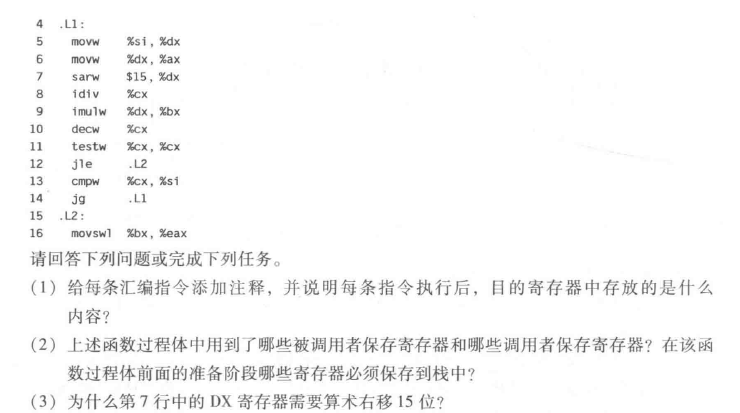 4 .L1:
5 movw %si, %dx
6 movw %dx, %ax
7 sarw $15, %dx
8 idiv %cx
9 imulw %dx, %bx
10 decw %cx
11 testw %cx, %cx
12 jle .L2
13 cmpw %cx, %si
14 jg .L1
15 .L2:
16 movswl %bx, %eax
请回答下列问题或完成下列任务。
(1) 给每条汇编指令添加注释，并说明每条指令执行后，目的寄存器中存放的是什么
内容？
(2) 上述函数过程体中用到了哪些被调用者保存寄存器和哪些调用者保存寄存器？在该函
数过程体前面的准备阶段哪些寄存器必须保存到栈中？
(3) 为什么第 7 行中的 DX 寄存器需要算术右移 15 位？